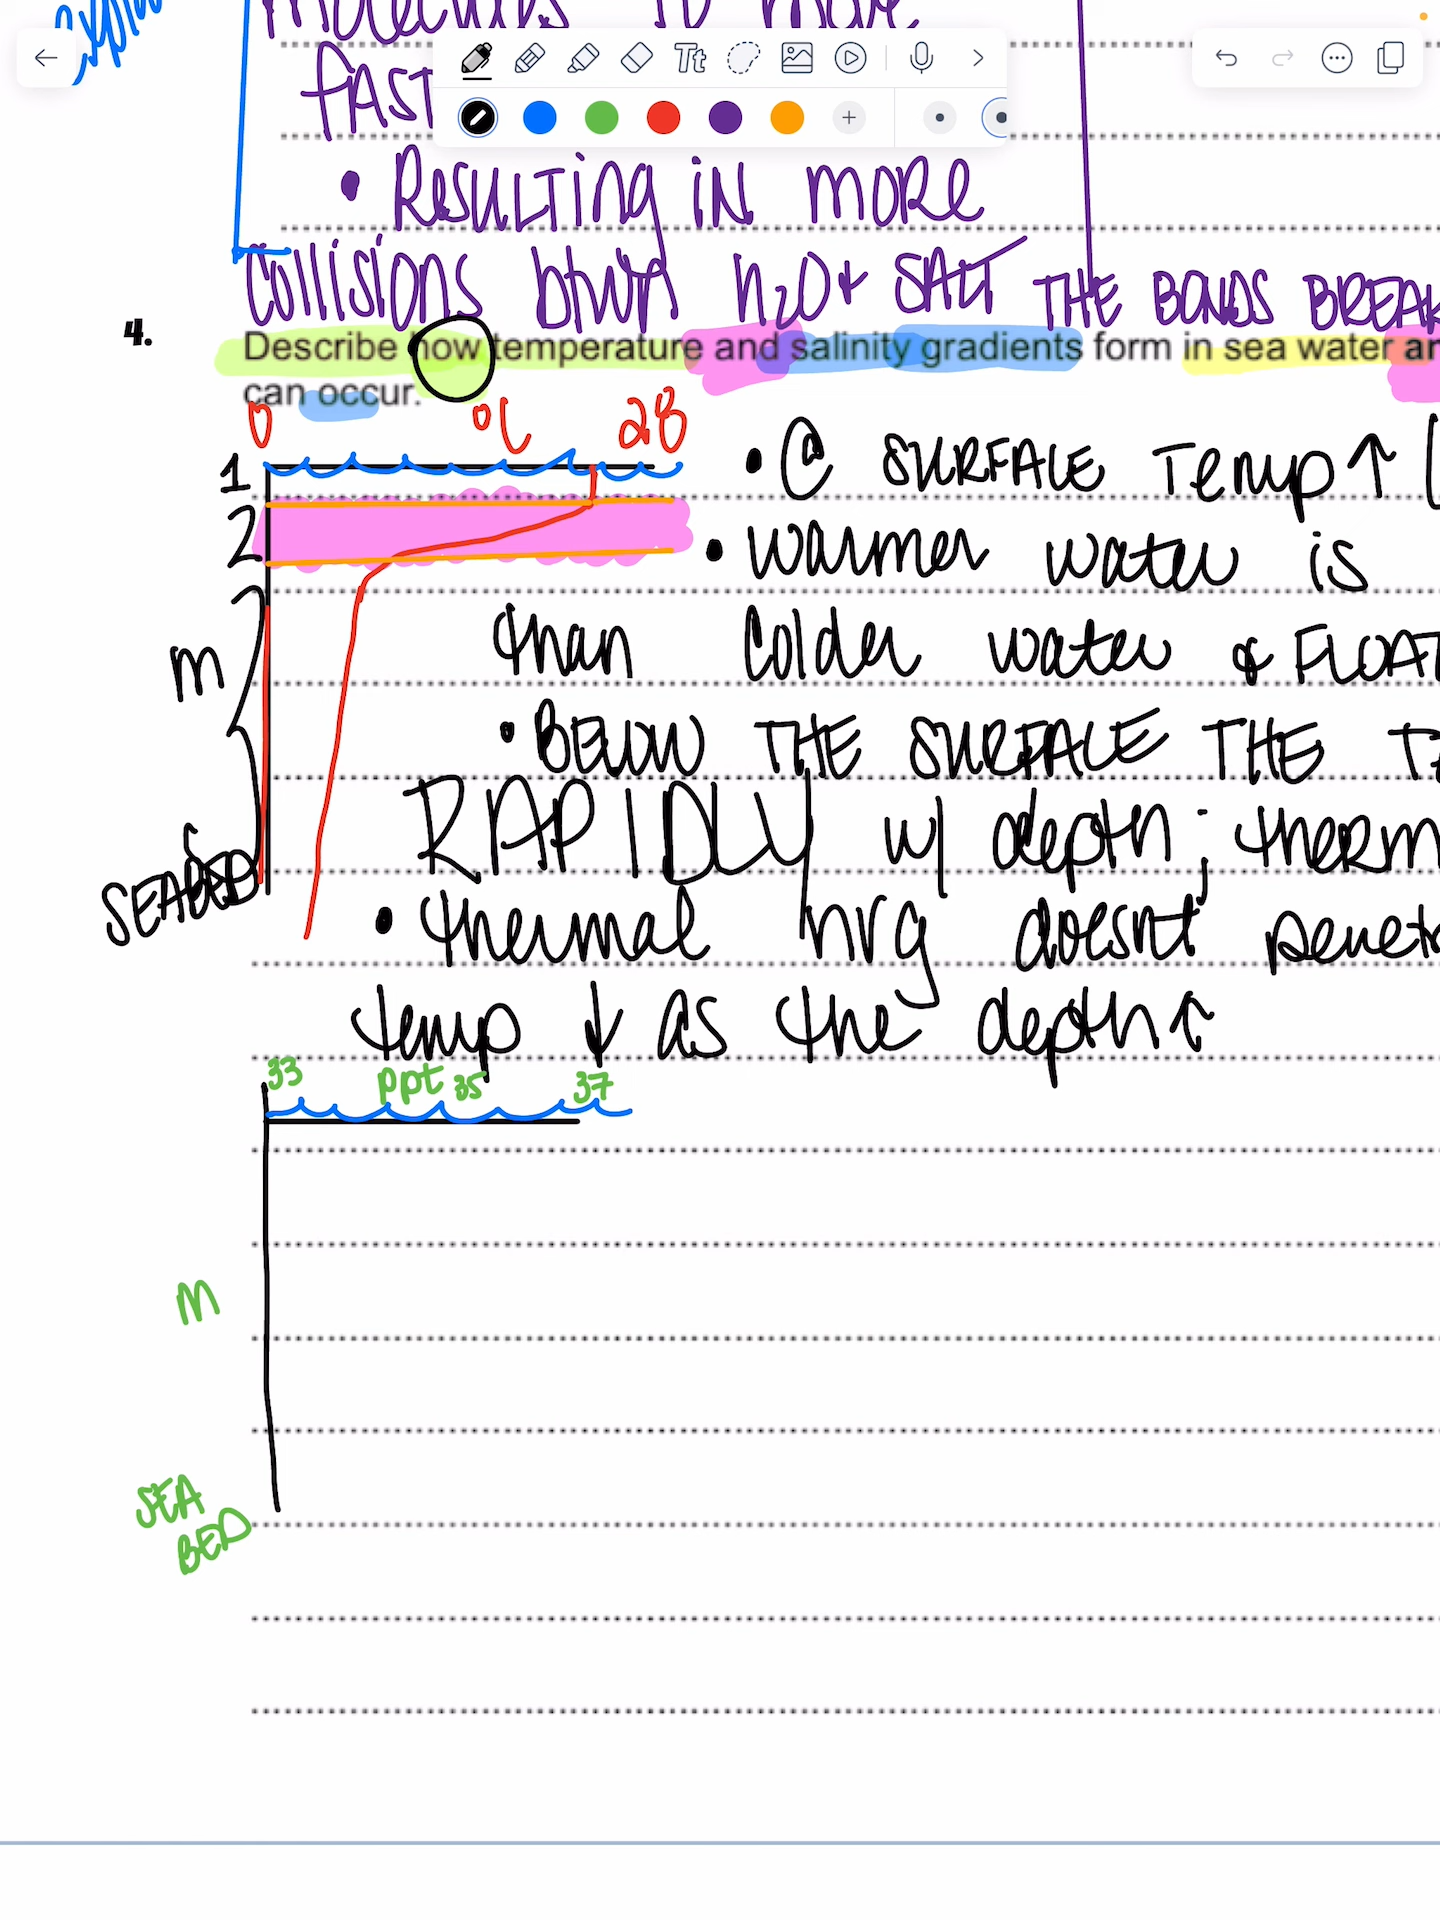 FAST
• RESULTING IN MORE
COllISIONS btwn H2O + SALT THE BONDS BREAK
4. Describe how temperature and salinity gradients form in sea water an
can occur.
0 °C 28
1 • @ SURFACE Temp ↑ (
2 • warmer water is
m than colder water & FLOAT
• BELOW THE SURFACE THE
RAPIDLY w/ depth; therm
SEABED • thermal nrg doesnt penetr
temp ↓ as the depth ↑
33 ppt 35 37
m
SEA
BED